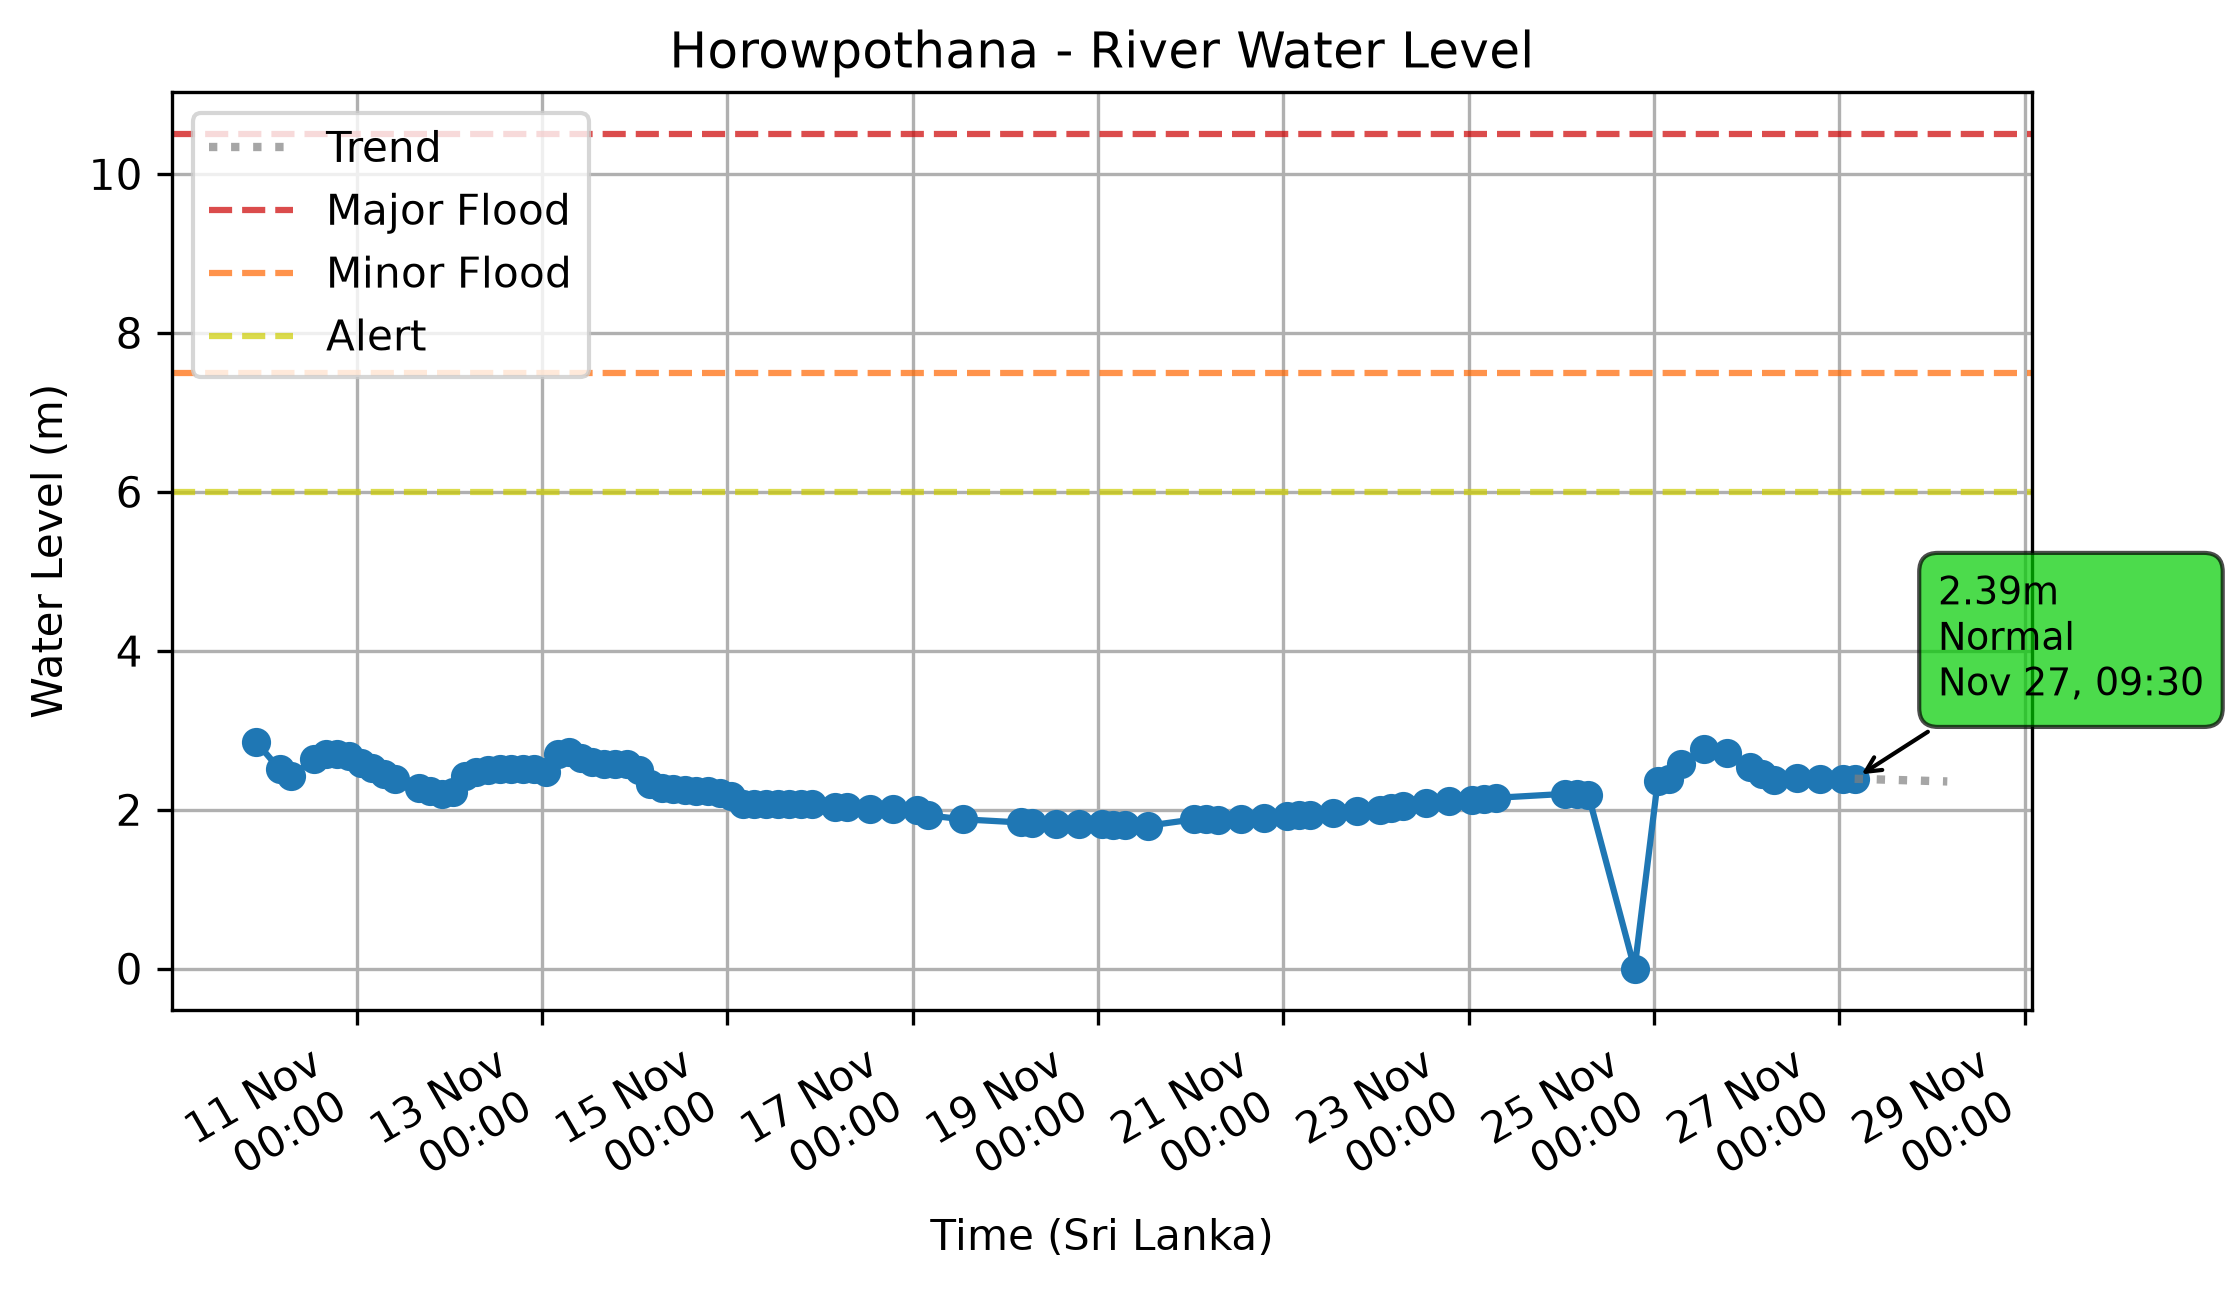 Horowpothana - River Water Level
Trend
Major Flood
Minor Flood
Alert
10
8
6
4
2
0
Water Level (m)
2.39m
Normal
Nov 27, 09:30
11 Nov
00:00
13 Nov
00:00
15 Nov
00:00
17 Nov
00:00
19 Nov
00:00
21 Nov
00:00
23 Nov
00:00
25 Nov
00:00
27 Nov
00:00
29 Nov
00:00
Time (Sri Lanka)